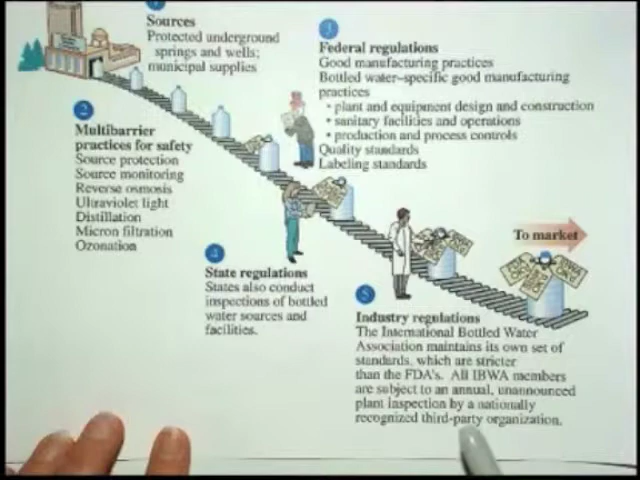 1
Sources
Protected underground
springs and wells;
municipal supplies
2
Multibarrier
practices for safety
Source protection
Source monitoring
Reverse osmosis
Ultraviolet light
Distillation
Micron filtration
Ozonation
3
Federal regulations
Good manufacturing practices
Bottled water–specific good manufacturing
practices
• plant and equipment design and construction
• sanitary facilities and operations
• production and process controls
Quality standards
Labeling standards
4
State regulations
States also conduct
inspections of bottled
water sources and
facilities.
5
Industry regulations
The International Bottled Water
Association maintains its own set of
standards, which are stricter
than the FDA's. All IBWA members
are subject to an annual, unannounced
plant inspection by a nationally
recognized third-party organization.
To market